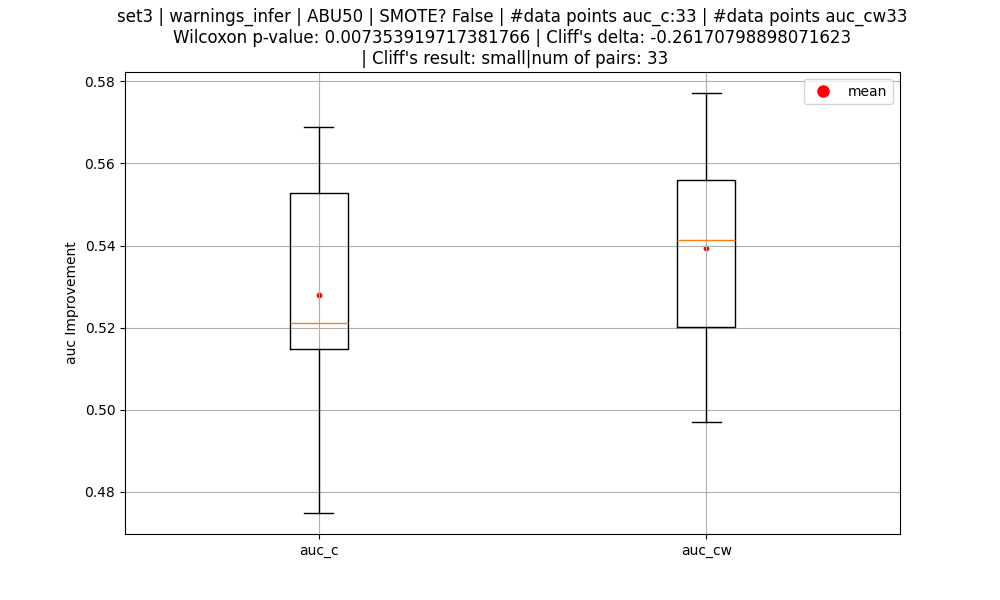 set3 | warnings_infer | ABU50 | SMOTE? False | #data points auc_c:33 | #data points auc_cw33
Wilcoxon p-value: 0.007353919717381766 | Cliff's delta: -0.26170798898071623
| Cliff's result: small|num of pairs: 33
mean
0.58
0.56
0.54
0.52
0.50
0.48
auc Improvement
auc_c
auc_cw